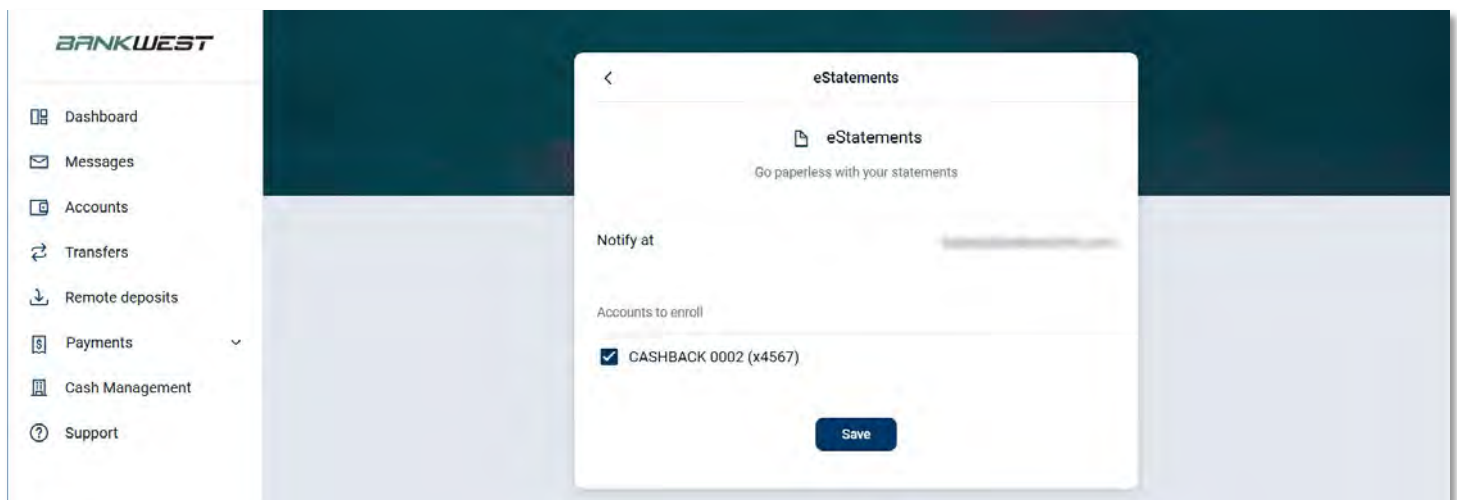 BANKWEST
Dashboard
Messages
Accounts
Transfers
Remote deposits
Payments
Cash Management
Support
eStatements
eStatements
Go paperless with your statements
Notify at
Accounts to enroll
CASHBACK 0002 (x4567)
Save